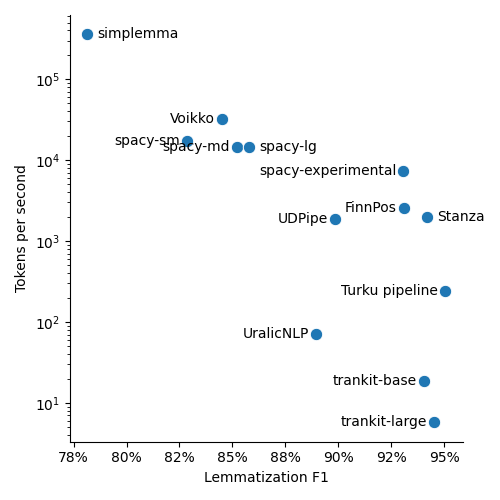 simplemma
Voikko
spacy-sm
spacy-md
spacy-lg
spacy-experimental
FinnPos
UDPipe
Stanza
Turku pipeline
UralicNLP
trankit-base
trankit-large
Tokens per second
10^5
10^4
10^3
10^2
10^1
78% 80% 82% 85% 88% 90% 92% 95%
Lemmatization F1